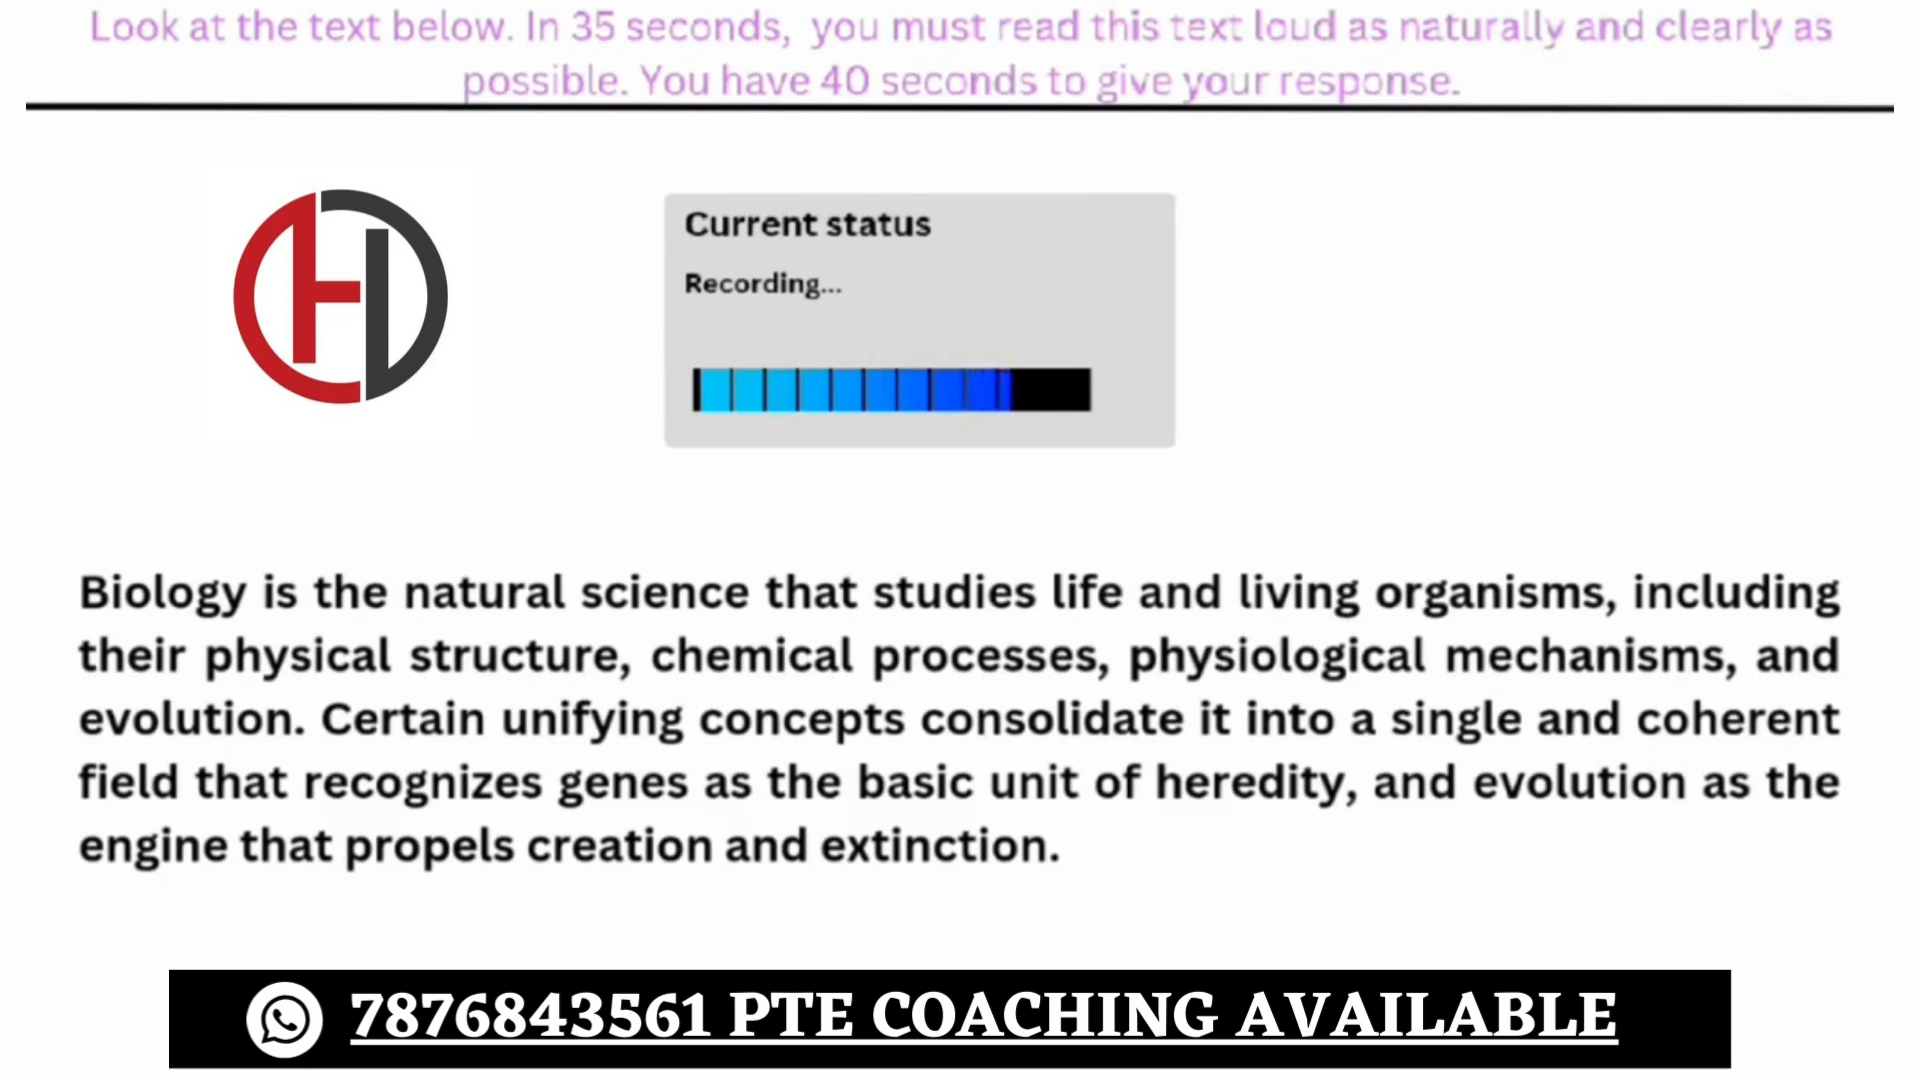 Look at the text below. In 35 seconds, you must read this text loud as naturally and clearly as
possible. You have 40 seconds to give your response.
Current status
Recording...
Biology is the natural science that studies life and living organisms, including
their physical structure, chemical processes, physiological mechanisms, and
evolution. Certain unifying concepts consolidate it into a single and coherent
field that recognizes genes as the basic unit of heredity, and evolution as the
engine that propels creation and extinction.
7876843561 PTE COACHING AVAILABLE